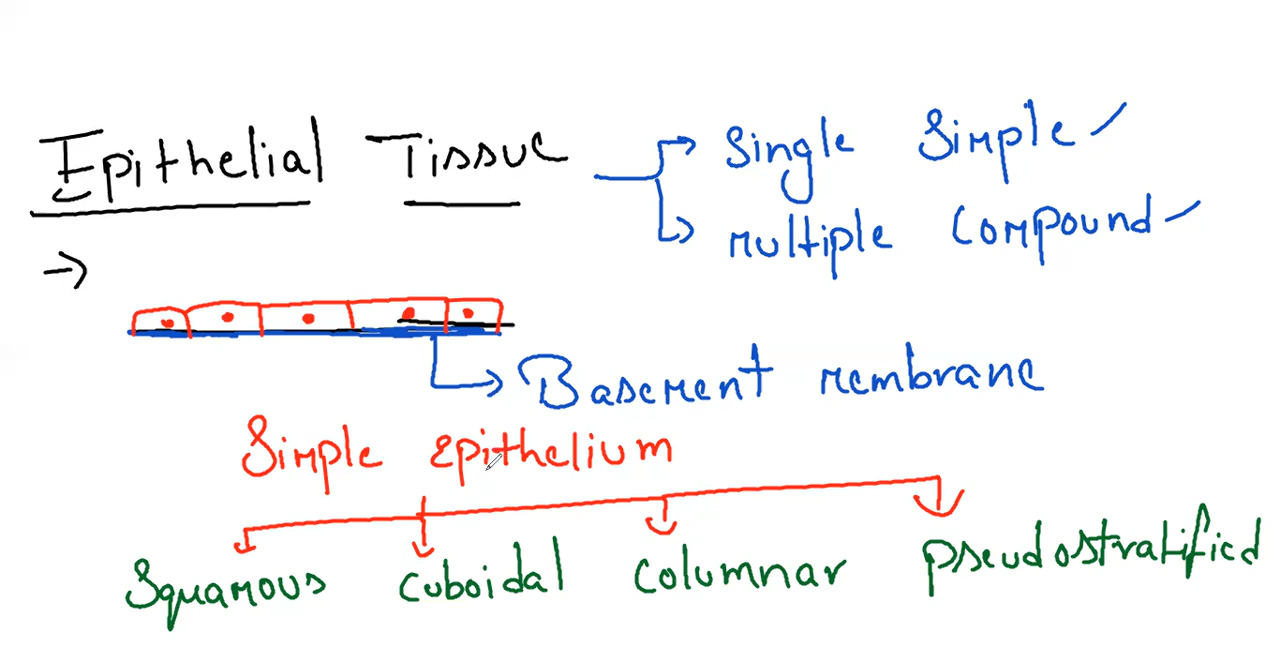 Epithelial Tissue
Single Simple
multiple compound
Basement membrane
Simple epithelium
Squamous cuboidal columnar pseudostratified